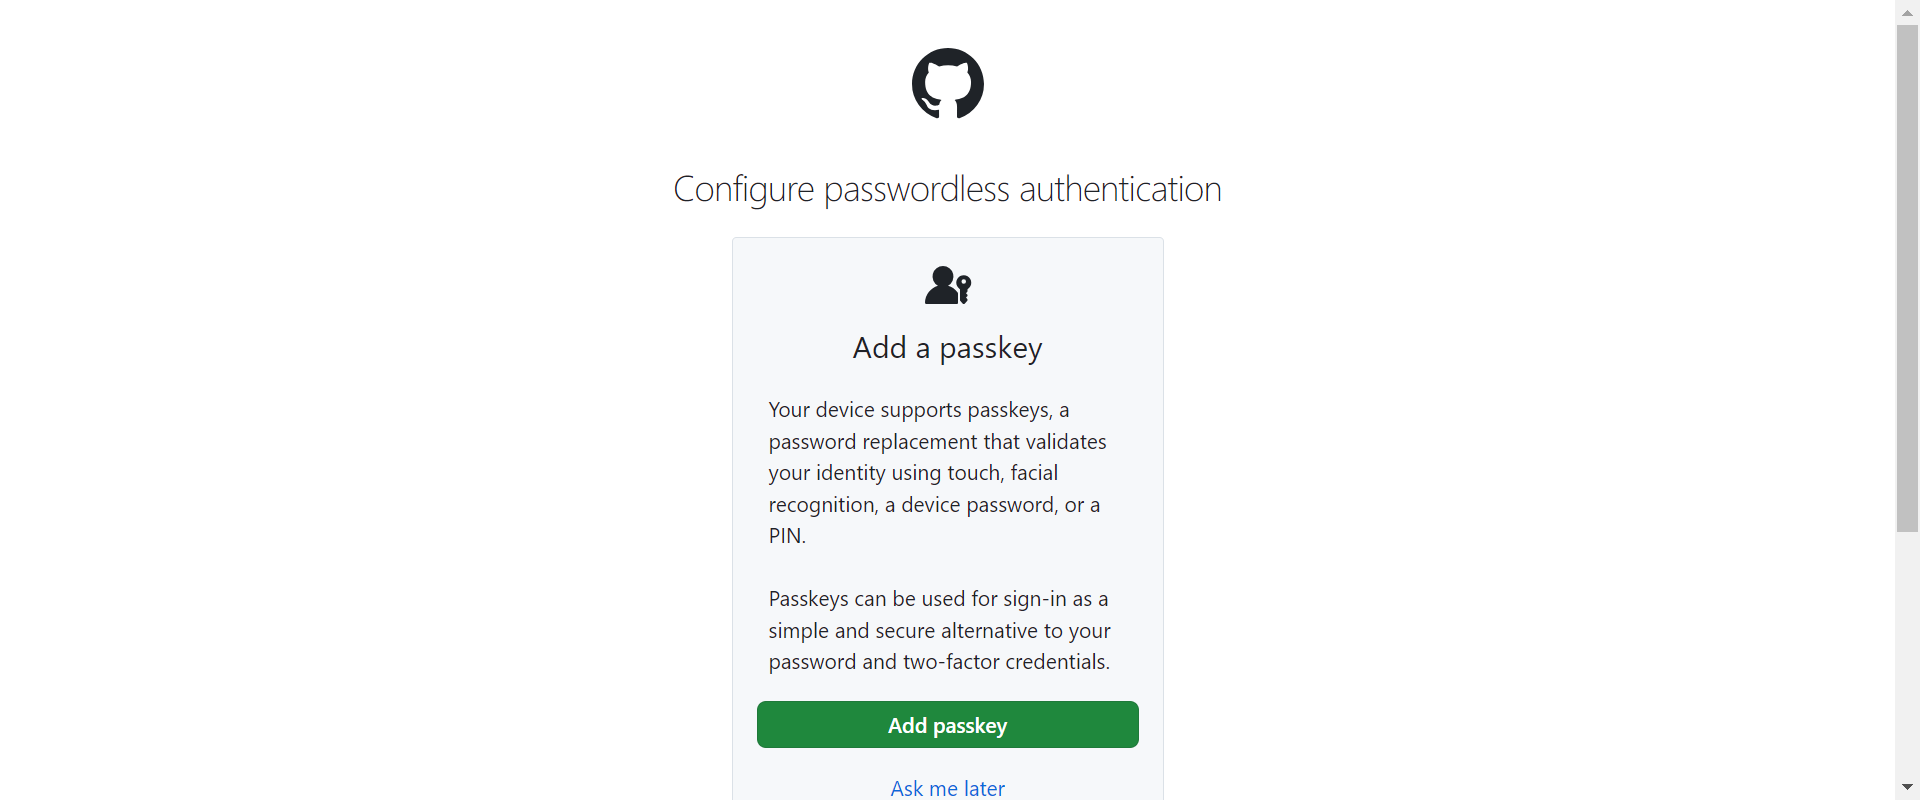 Configure passwordless authentication
Add a passkey
Your device supports passkeys, a
password replacement that validates
your identity using touch, facial
recognition, a device password, or a
PIN.
Passkeys can be used for sign-in as a
simple and secure alternative to your
password and two-factor credentials.
Add passkey
Ask me later